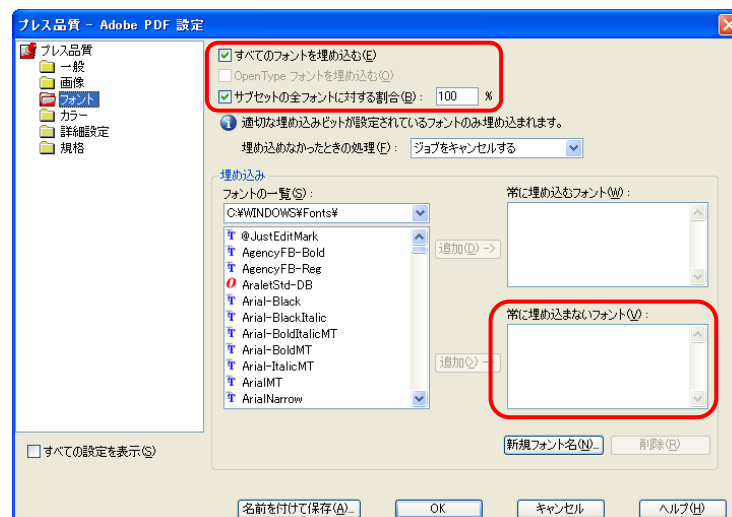 プレス品質 - Adobe PDF 設定
プレス品質
一般
画像
フォント
カラー
詳細設定
規格
すべての設定を表示(S)
すべてのフォントを埋め込む(E)
OpenType フォントを埋め込む(O)
サブセットの全フォントに対する割合(B): 100 %
適切な埋め込みビットが設定されているフォントのみ埋め込まれます。
埋め込めなかったときの処理(F): ジョブをキャンセルする
埋め込み
フォントの一覧(S):
C:¥WINDOWS¥Fonts¥
@JustEditMark
AgencyFB-Bold
AgencyFB-Reg
AraletStd-DB
Arial-Black
Arial-BlackItalic
Arial-BoldItalicMT
Arial-BoldMT
Arial-ItalicMT
ArialMT
ArialNarrow
追加(D) ->
追加(>) ->
常に埋め込むフォント(W):
常に埋め込まないフォント(V):
新規フォント名(N)...
削除(R)
名前を付けて保存(A)...
OK
キャンセル
ヘルプ(H)